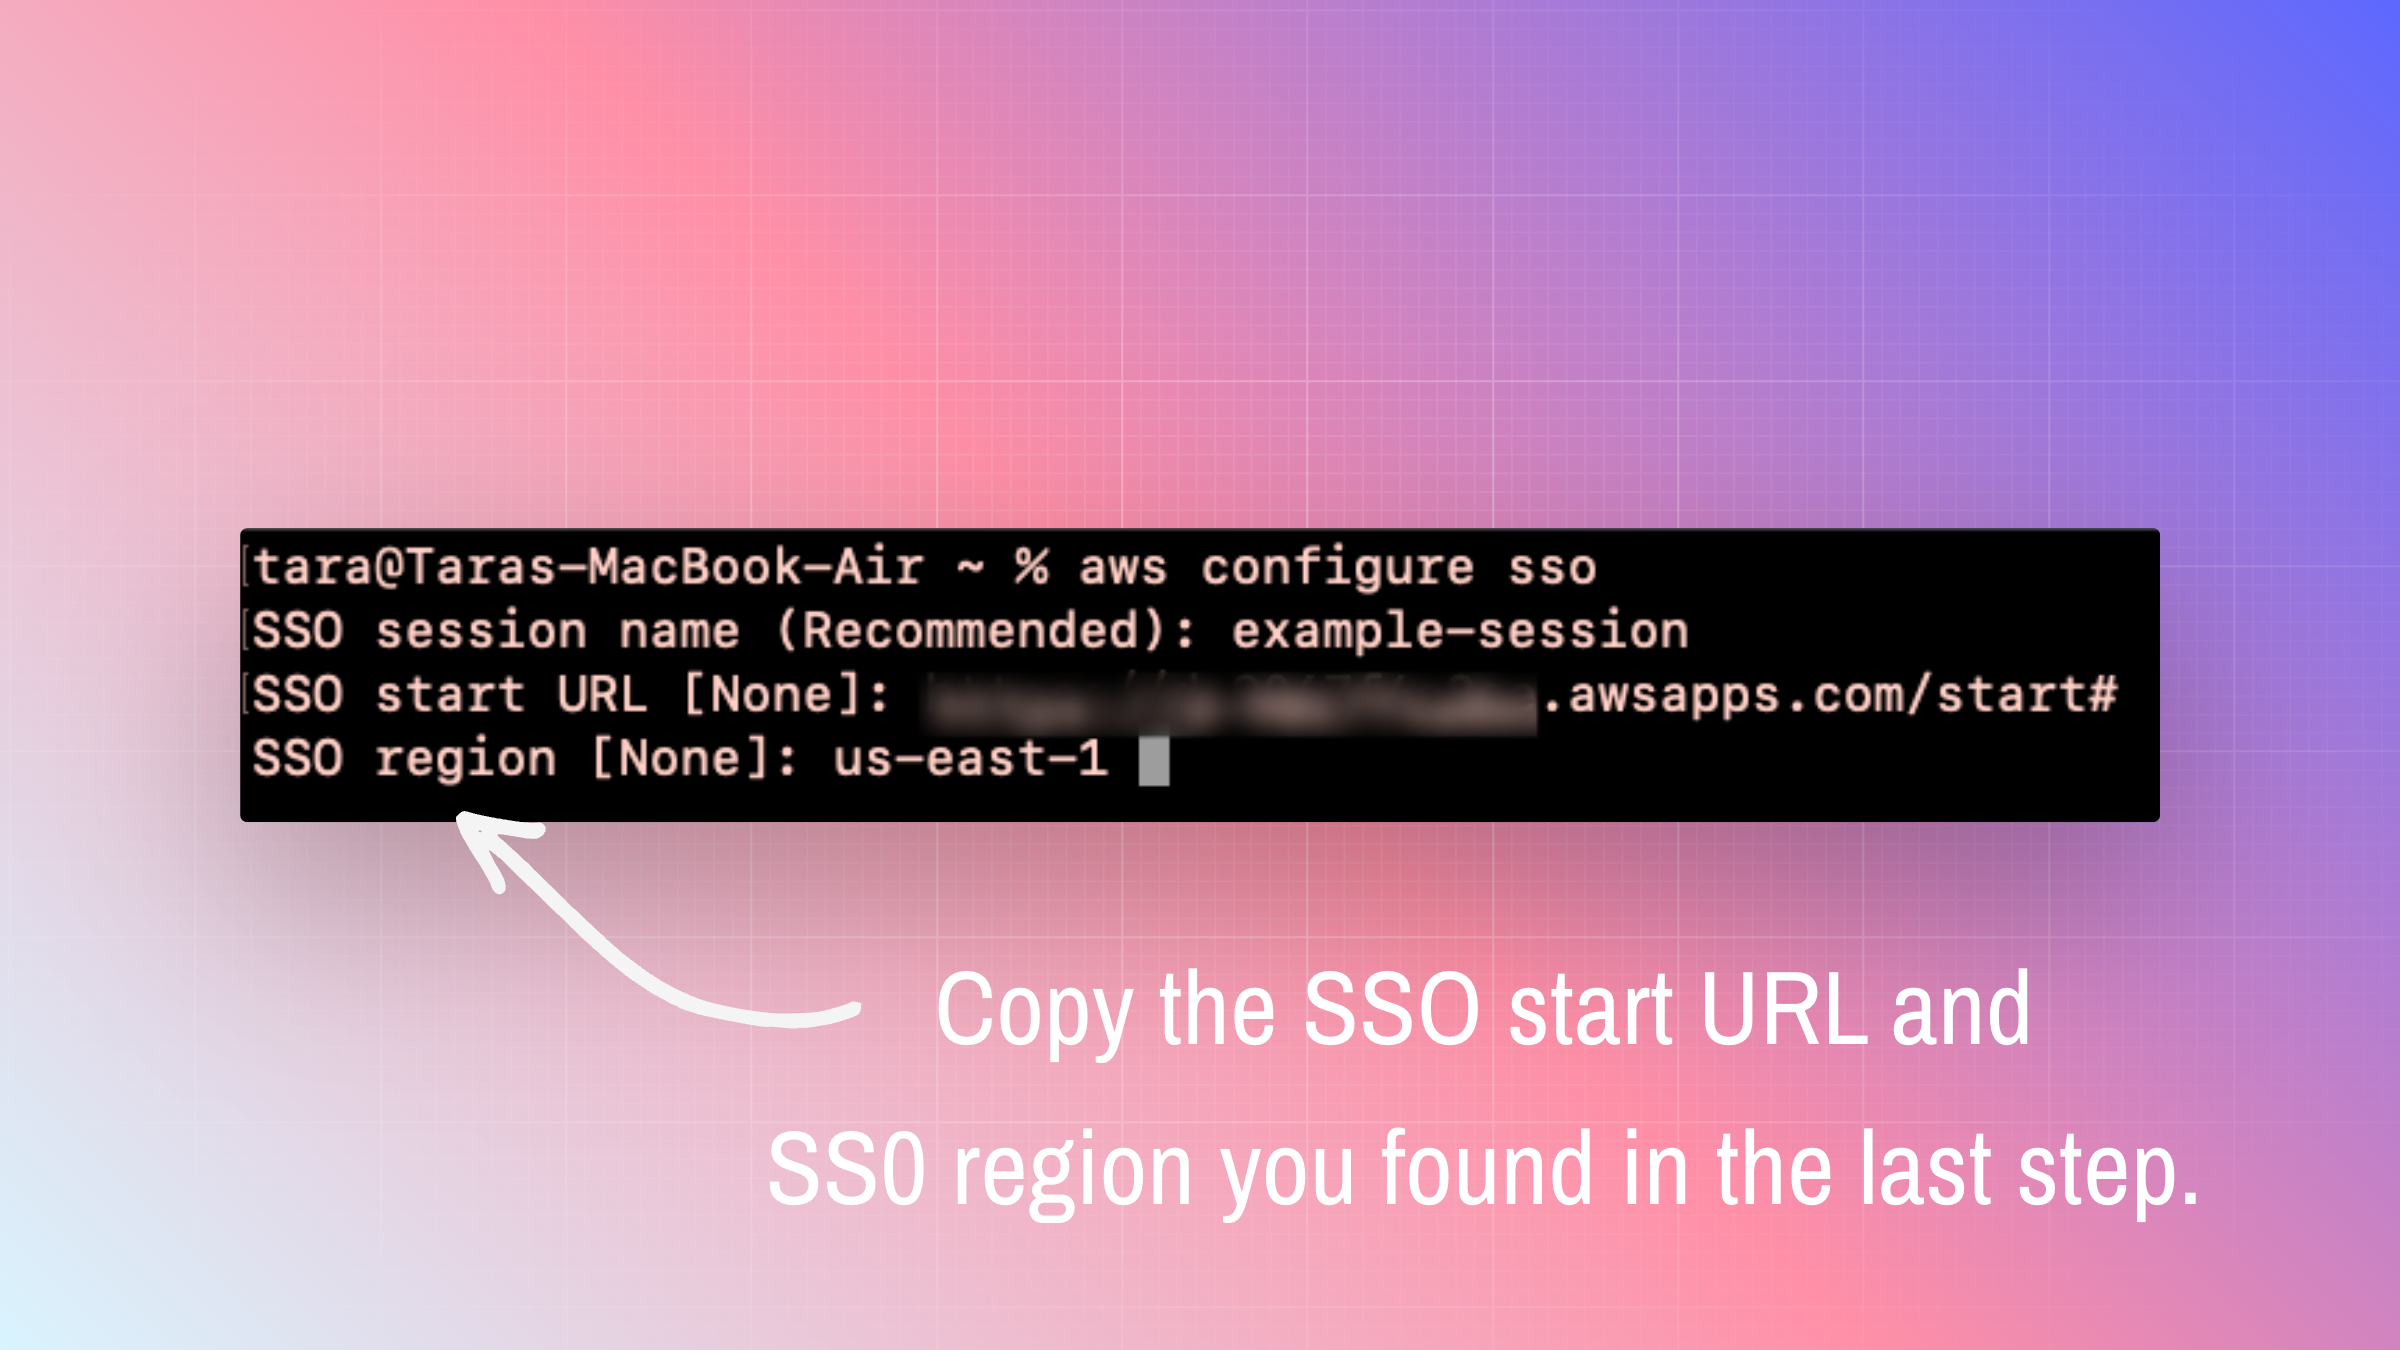 tara@Taras-MacBook-Air ~ % aws configure sso
SSO session name (Recommended): example-session
SSO start URL [None]: .awsapps.com/start#
SSO region [None]: us-east-1
Copy the SSO start URL and
SS0 region you found in the last step.